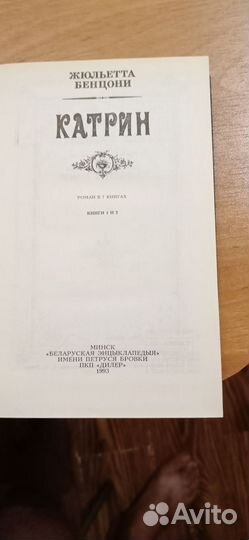 ЖЮЛЬЕТТА
БЕНЦОНИ
КАТРИН
РОМАН В 7 КНИГАХ
КНИГИ 1 И 2
МИНСК
«БЕЛАРУСКАЯ ЭНЦЫКЛАПЕДЫЯ»
ИМЕНИ ПЕТРУСЯ БРОВКИ
ПКП «ДИЛЕР»
1993
Avito